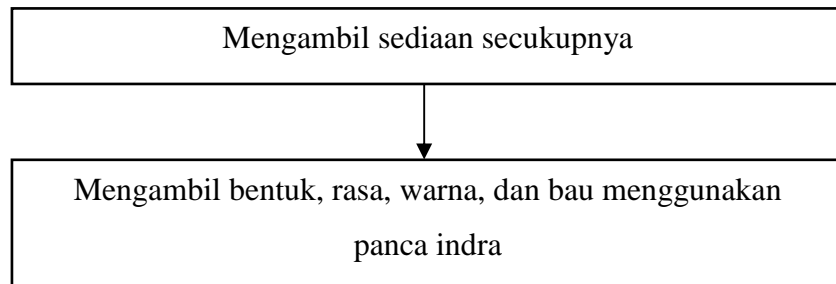 Mengambil sediaan secukupnya
Mengambil bentuk, rasa, warna, dan bau menggunakan
panca indra